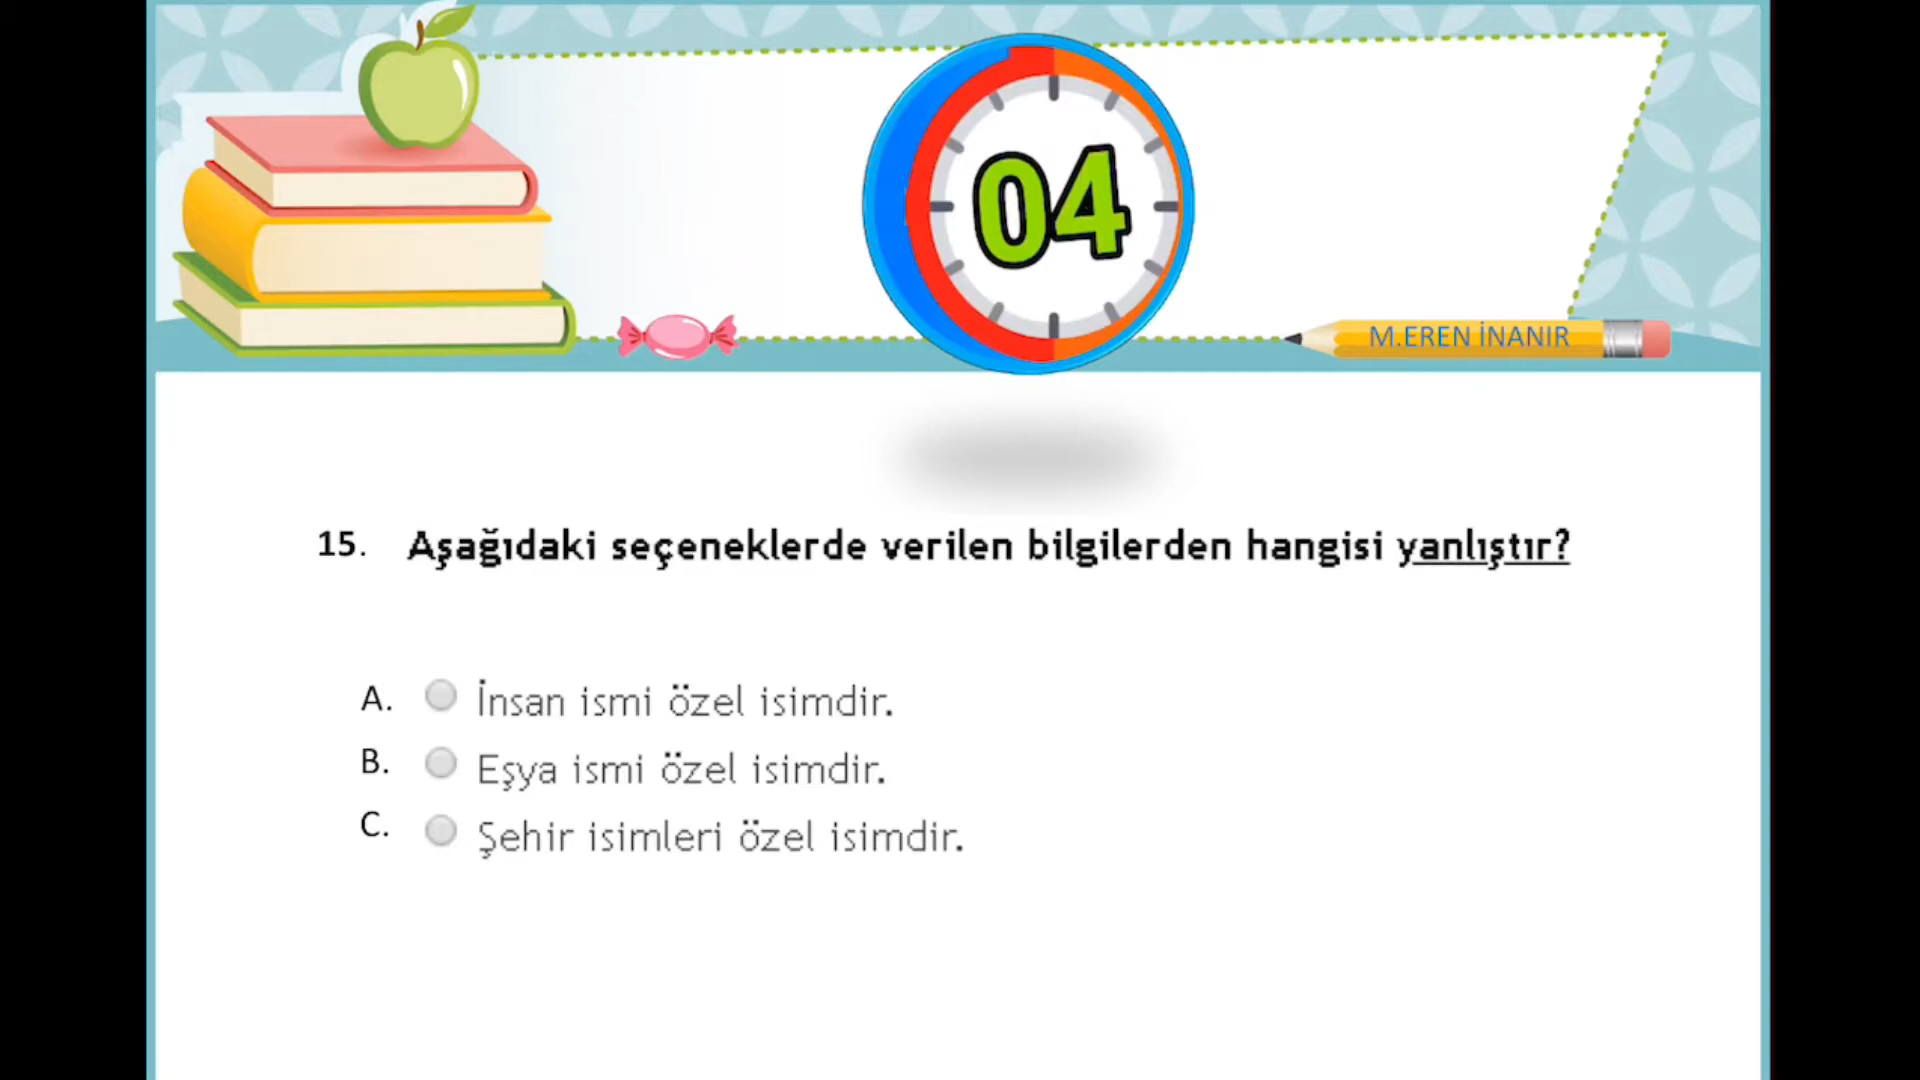 04
M.EREN İNANIR
15. Aşağıdaki seçeneklerde verilen bilgilerden hangisi yanlıştır?
A. İnsan ismi özel isimdir.
B. Eşya ismi özel isimdir.
C. Şehir isimleri özel isimdir.